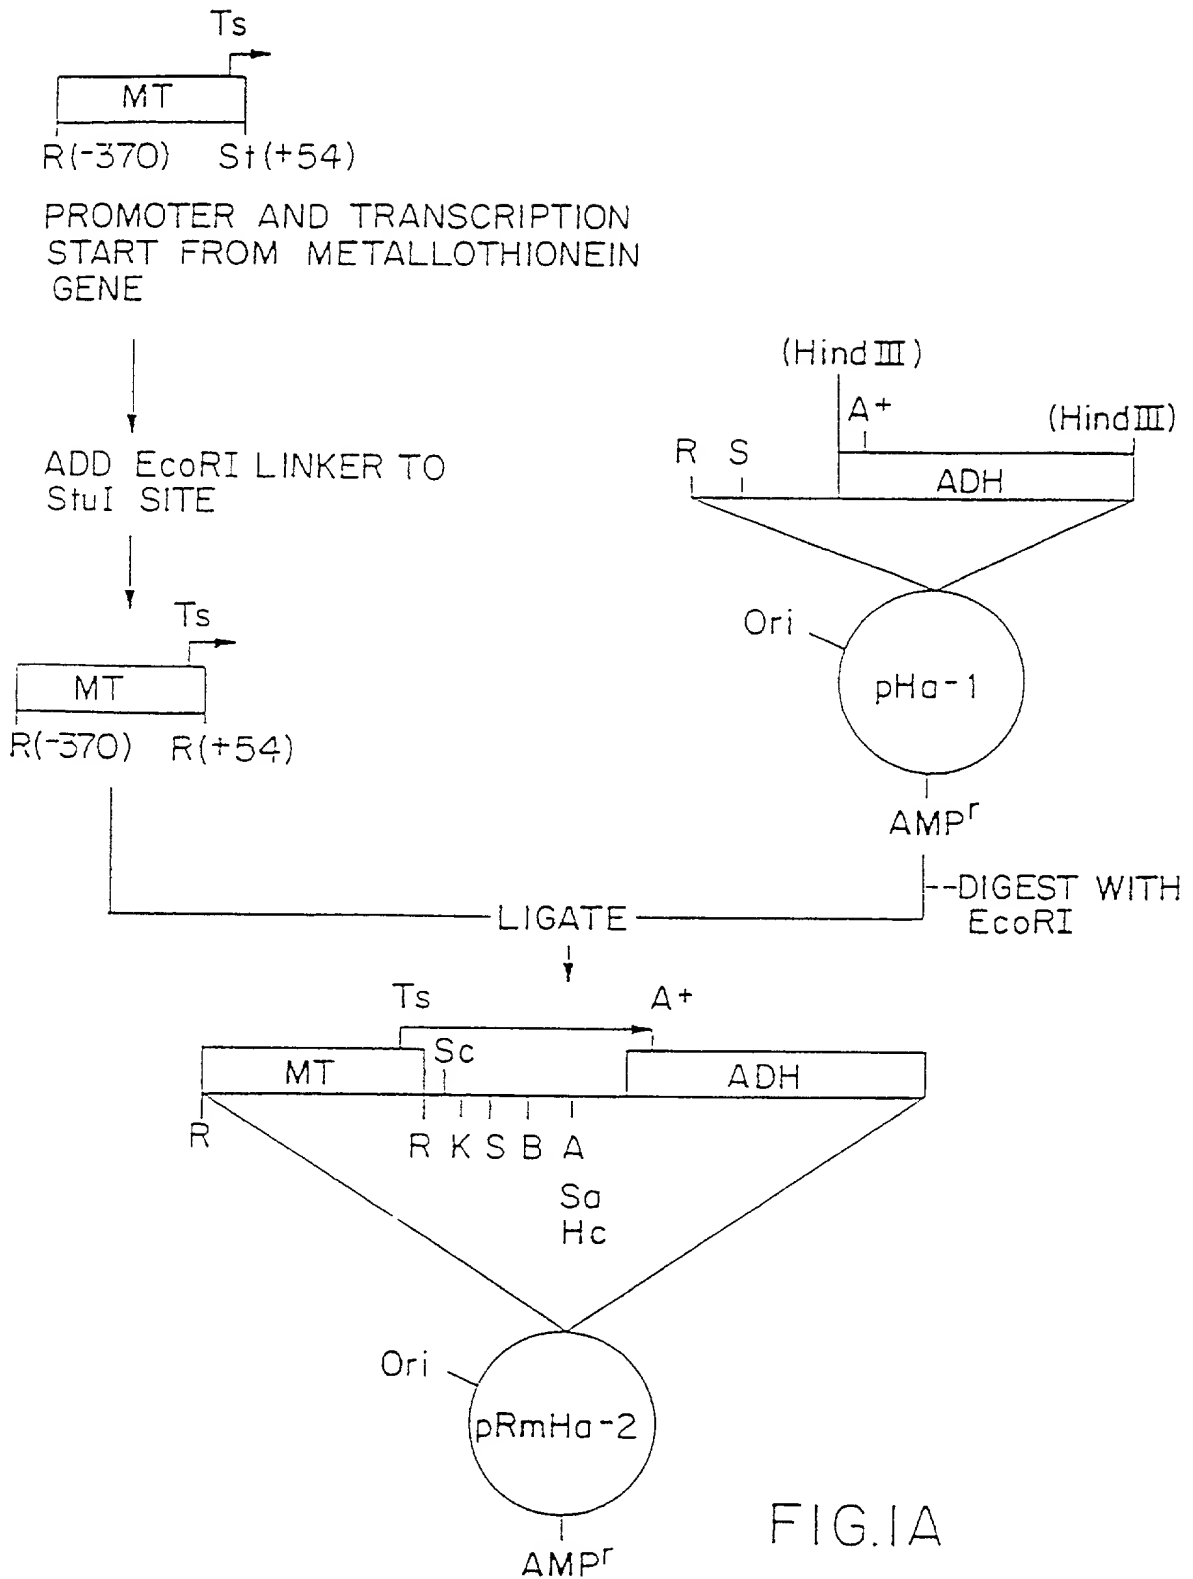 Ts
MT
R(-370) St(+54)
PROMOTER AND TRANSCRIPTION
START FROM METALLOTHIONEIN
GENE
(Hind III)
A+
(Hind III)
R S
ADH
ADD EcoRI LINKER TO
StuI SITE
Ts
MT
R(-370) R(+54)
Ori
pHa-1
AMPr
DIGEST WITH
EcoRI
LIGATE
Ts A+
Sc
MT ADH
R R K S B A
Sa
Hc
Ori
pRmHa-2
AMPr
FIG.1A